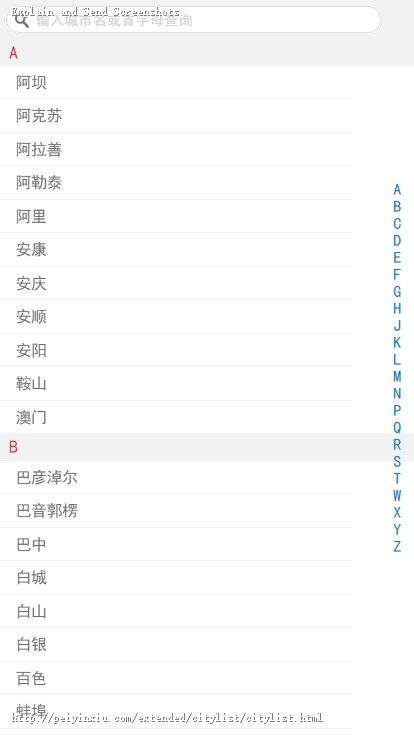 Explain and Send Screenshots
输入城市名或首字母查询
A
阿坝
阿克苏
阿拉善
阿勒泰
阿里
安康
安庆
安顺
安阳
鞍山
澳门
B
巴彦淖尔
巴音郭楞
巴中
白城
白山
白银
百色
蚌埠
http://peiyinxiu.com/extended/citylist/citylist.html
A
B
C
D
E
F
G
H
J
K
L
M
N
P
Q
R
S
T
W
X
Y
Z